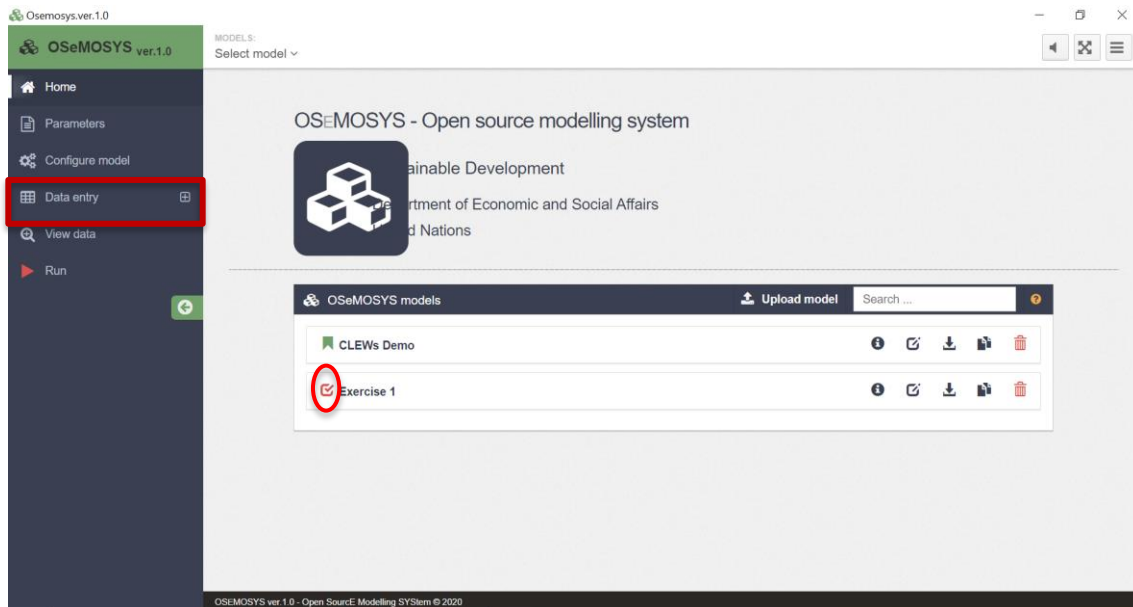 Osemosys.ver.1.0
OSeMOSYS ver.1.0
MODELS:
Select model
Home
Parameters
Configure model
Data entry
View data
Run
OSEMOSYS - Open source modelling system
ainable Development
De rtment of Economic and Social Affairs
U d Nations
OSeMOSYS models
Upload model
Search ...
CLEWs Demo
Exercise 1
OSEMOSYS ver.1.0 - Open SourcE Modelling SYStem © 2020